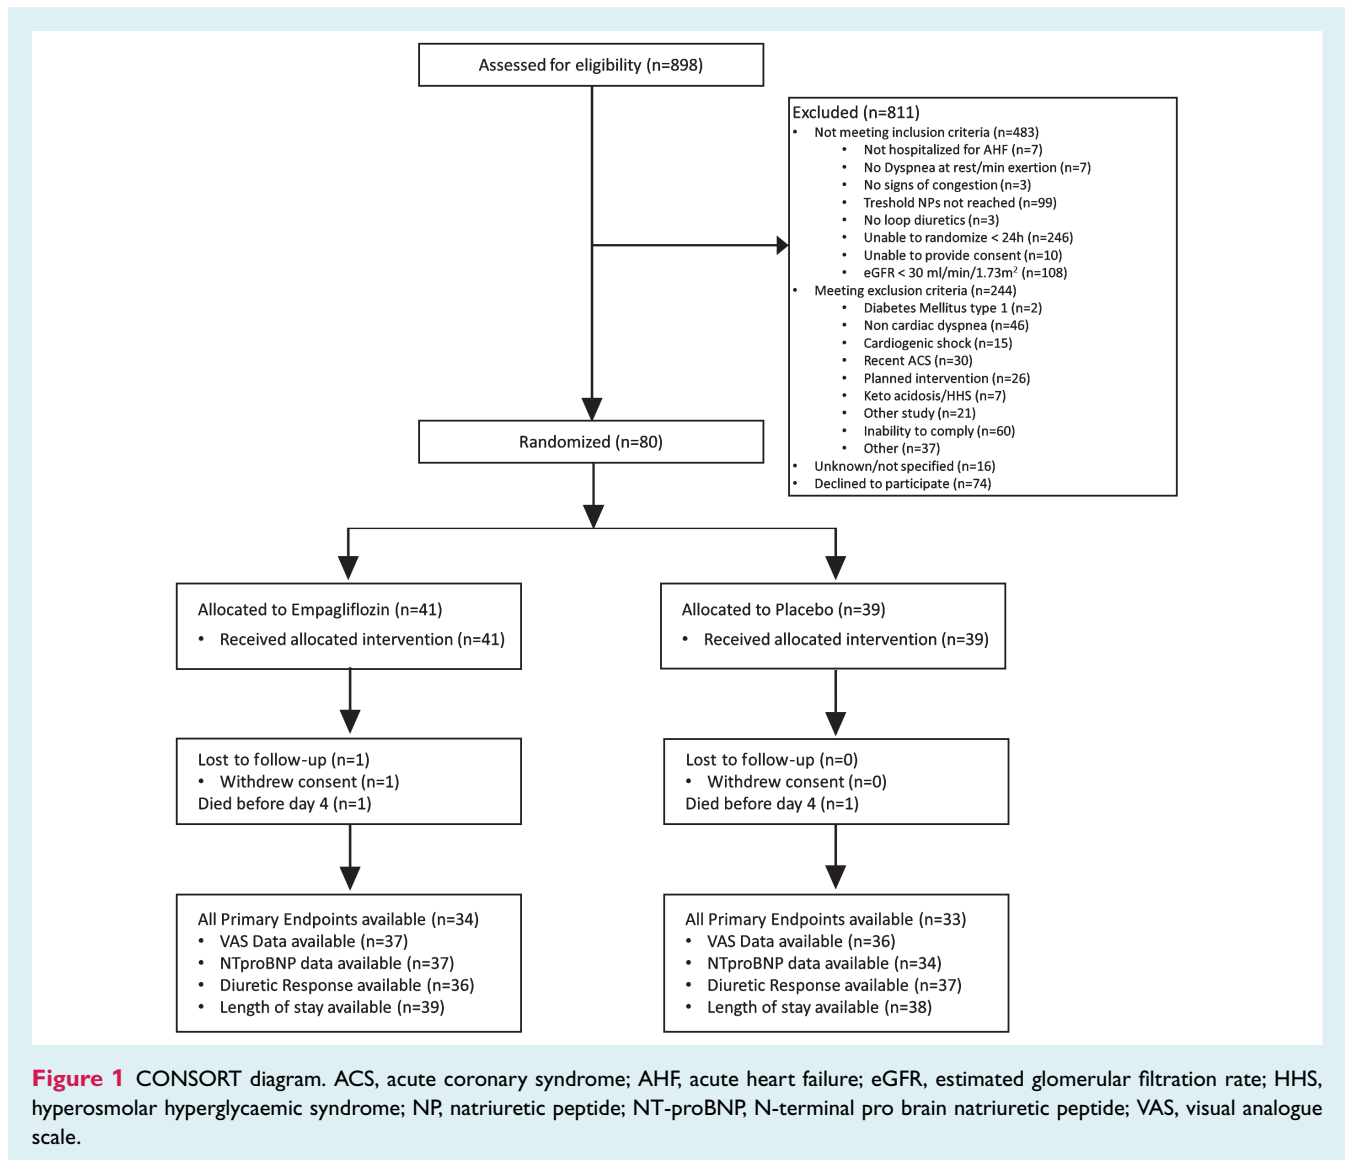 Assessed for eligibility (n=898)
Excluded (n=811)
• Not meeting inclusion criteria (n=483)
• Not hospitalized for AHF (n=7)
• No Dyspnea at rest/min exertion (n=7)
• No signs of congestion (n=3)
• Treshold NPs not reached (n=99)
• No loop diuretics (n=3)
• Unable to randomize < 24h (n=246)
• Unable to provide consent (n=10)
• eGFR < 30 ml/min/1.73m² (n=108)
• Meeting exclusion criteria (n=244)
• Diabetes Mellitus type 1 (n=2)
• Non cardiac dyspnea (n=46)
• Cardiogenic shock (n=15)
• Recent ACS (n=30)
• Planned intervention (n=26)
• Keto acidosis/HHS (n=7)
• Other study (n=21)
• Inability to comply (n=60)
• Other (n=37)
• Unknown/not specified (n=16)
• Declined to participate (n=74)
Randomized (n=80)
Allocated to Empagliflozin (n=41)
• Received allocated intervention (n=41)
Allocated to Placebo (n=39)
• Received allocated intervention (n=39)
Lost to follow-up (n=1)
• Withdrew consent (n=1)
Died before day 4 (n=1)
Lost to follow-up (n=0)
• Withdrew consent (n=0)
Died before day 4 (n=1)
All Primary Endpoints available (n=34)
• VAS Data available (n=37)
• NTproBNP data available (n=37)
• Diuretic Response available (n=36)
• Length of stay available (n=39)
All Primary Endpoints available (n=33)
• VAS Data available (n=36)
• NTproBNP data available (n=34)
• Diuretic Response available (n=37)
• Length of stay available (n=38)
Figure 1 CONSORT diagram. ACS, acute coronary syndrome; AHF, acute heart failure; eGFR, estimated glomerular filtration rate; HHS,
hyperosmolar hyperglycaemic syndrome; NP, natriuretic peptide; NT-proBNP, N-terminal pro brain natriuretic peptide; VAS, visual analogue
scale.